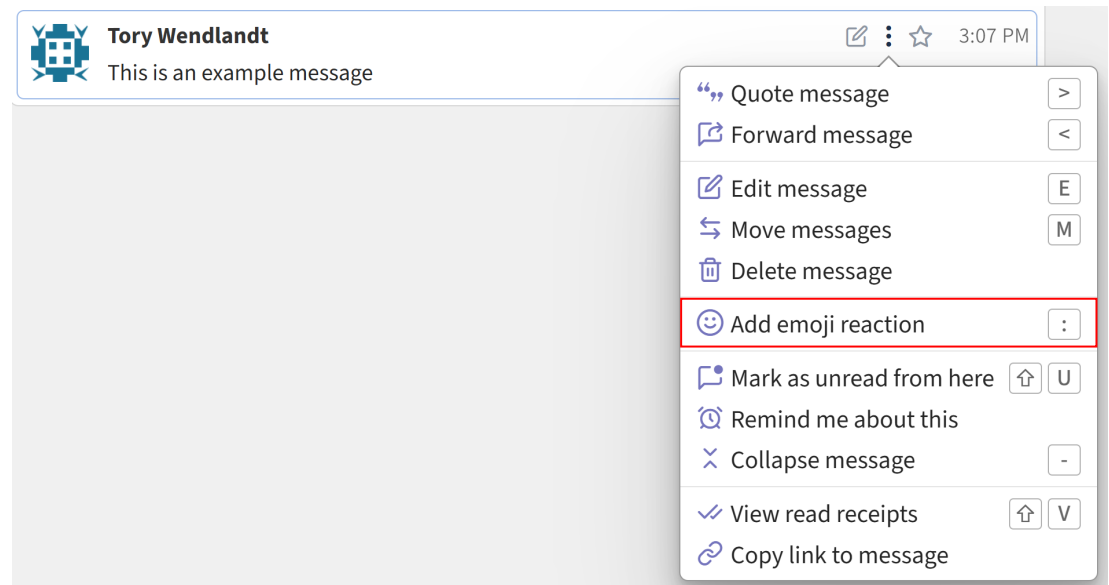 Tory Wendlandt
3:07 PM
This is an example message
Quote message >
Forward message <
Edit message E
Move messages M
Delete message
Add emoji reaction :
Mark as unread from here ⇧ U
Remind me about this
Collapse message -
View read receipts ⇧ V
Copy link to message